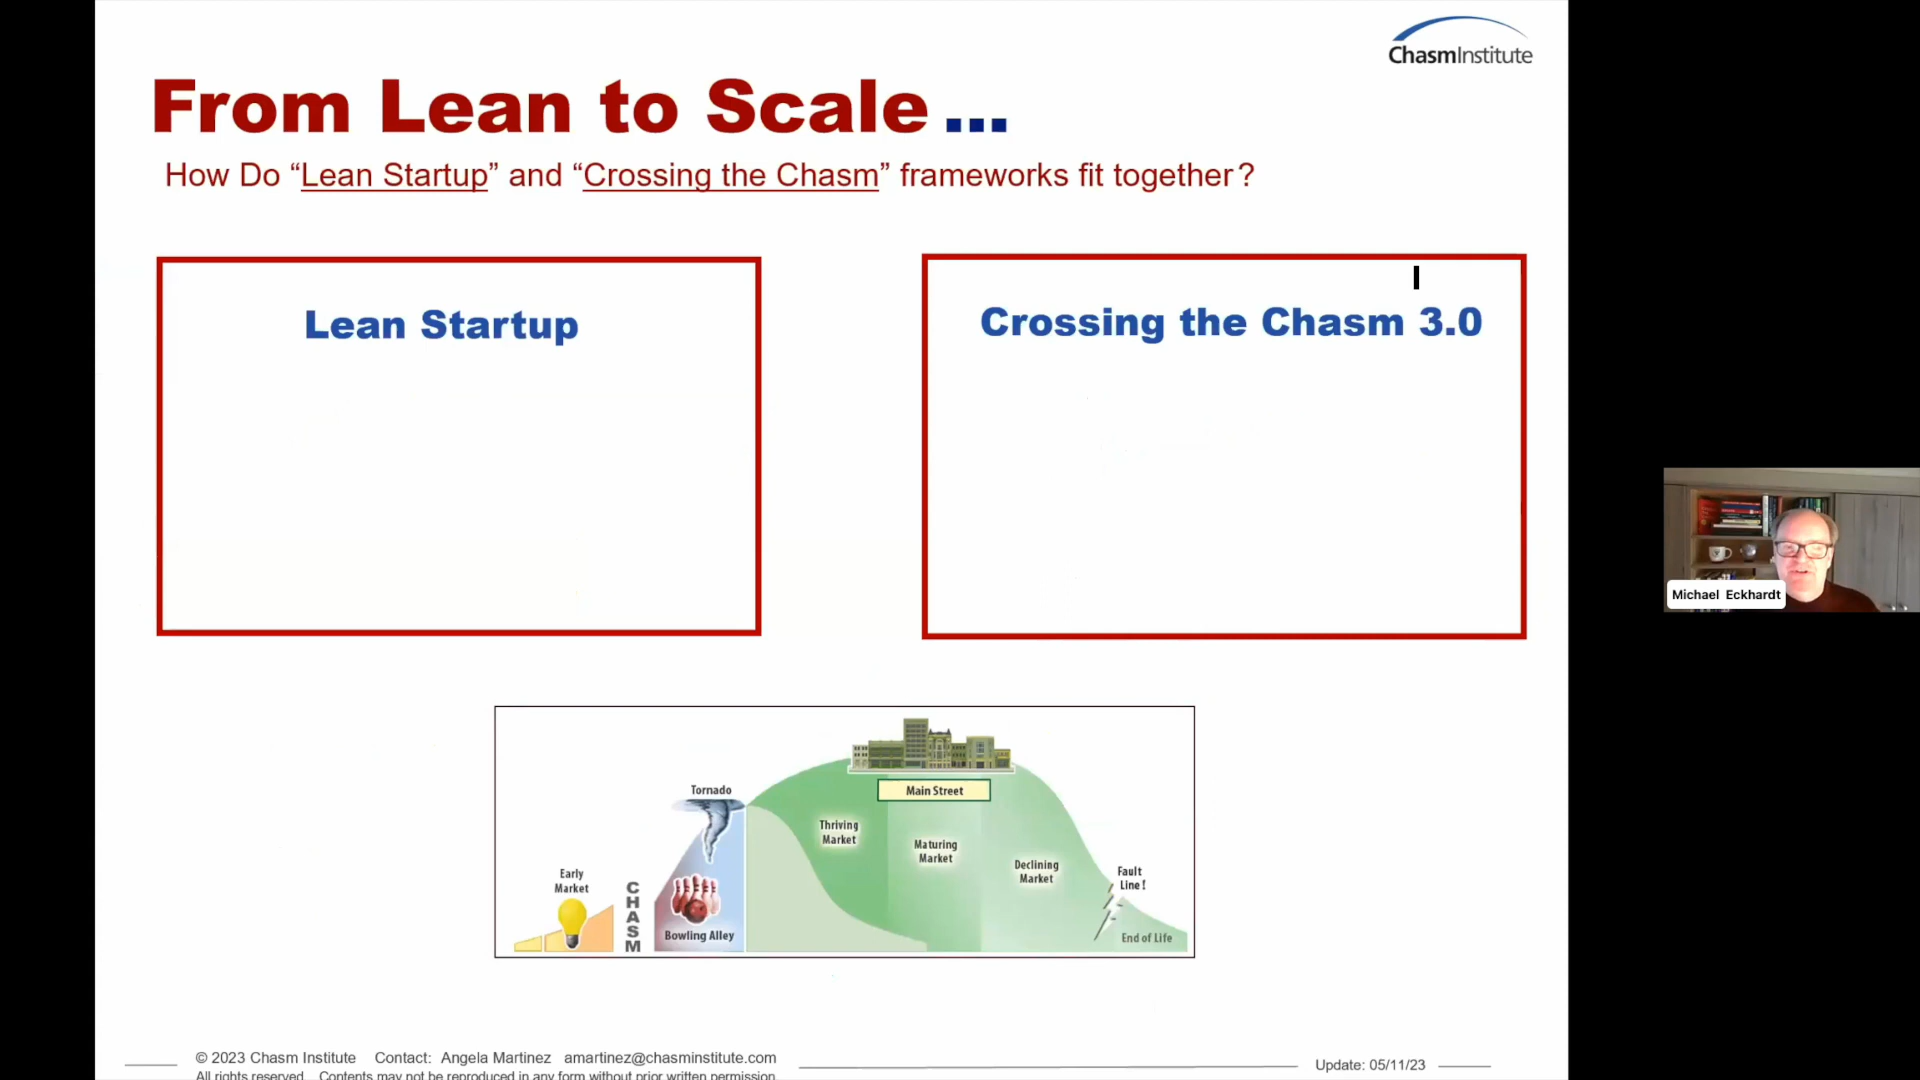 ChasmInstitute
From Lean to Scale ...
How Do “Lean Startup” and “Crossing the Chasm” frameworks fit together?
Lean Startup
Crossing the Chasm 3.0
Tornado
Main Street
Thriving
Market
Maturing
Market
Declining
Market
Early
Market
CHASM
Bowling Alley
Fault
Line!
End of Life
Michael Eckhardt
© 2023 Chasm Institute Contact: Angela Martinez amartinez@chasminstitute.com
All rights reserved. Contents may not be reproduced in any form without prior written permission.
Update: 05/11/23